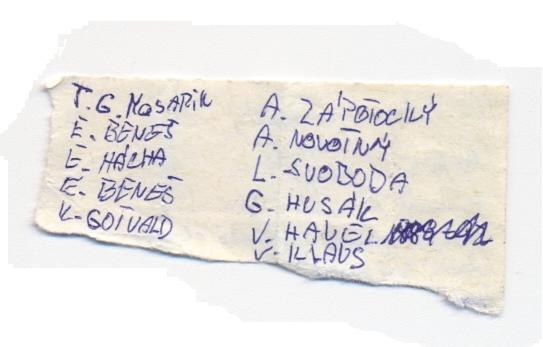 T. G. MASARIK
E. BENEŠ
E. HÁCHA
E. BENEŠ
K. GOTVALD
A. ZÁPOTOCKÝ
A. NOVOTNÝ
L. SVOBODA
G. HUSÁK
V. HAVEL
V. KLAUS